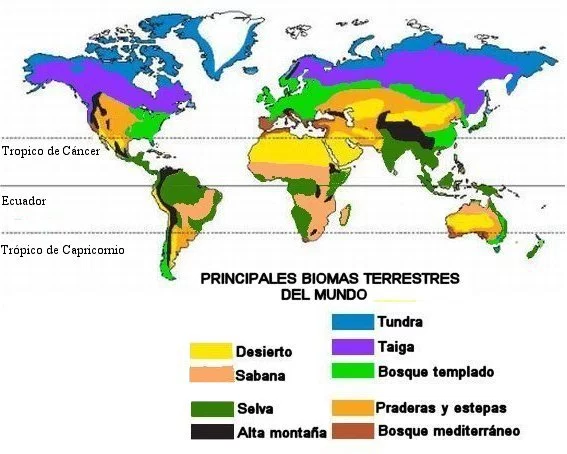 Tropico de Cáncer
Ecuador
Trópico de Capricornio
PRINCIPALES BIOMAS TERRESTRES
DEL MUNDO
Desierto
Sabana
Selva
Alta montaña
Tundra
Taiga
Bosque templado
Praderas y estepas
Bosque mediterráneo